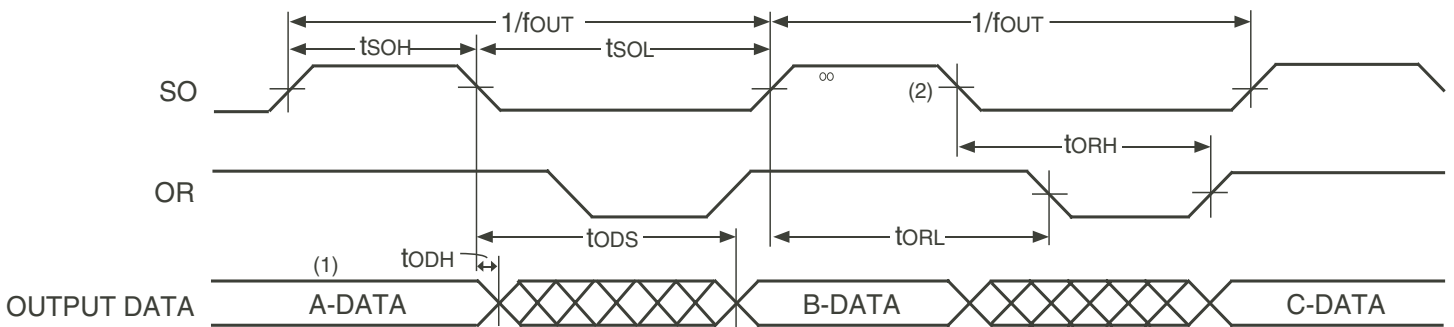 1/fOUT 1/fOUT
tSOH tSOL
SO ∞ (2)
tORH
OR
tODS tORL
tODH
(1)
OUTPUT DATA A-DATA B-DATA C-DATA